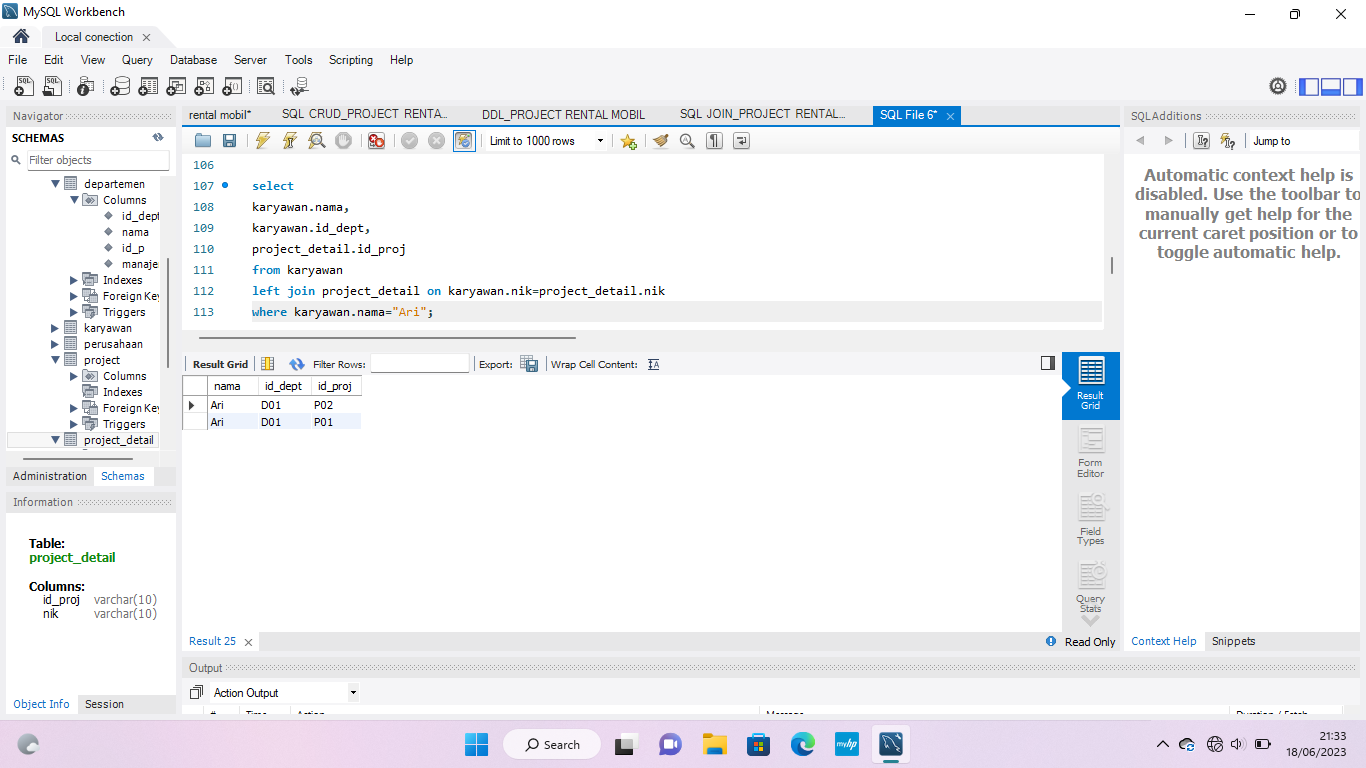 MySQL Workbench
Local conection
File Edit View Query Database Server Tools Scripting Help
Navigator
SCHEMAS
Filter objects
departemen
Columns
id_dept
nama
id_p
manaje
Indexes
Foreign Key
Triggers
karyawan
perusahaan
project
Columns
Indexes
Foreign Key
Triggers
project_detail
Administration Schemas
Information
Table:
project_detail
Columns:
id_proj varchar(10)
nik varchar(10)
Object Info Session
rental mobil* SQL CRUD_PROJECT RENTA... DDL_PROJECT RENTAL MOBIL SQL JOIN_PROJECT RENTAL... SQL File 6*
Limit to 1000 rows
106
107 select
108 karyawan.nama,
109 karyawan.id_dept,
110 project_detail.id_proj
111 from karyawan
112 left join project_detail on karyawan.nik=project_detail.nik
113 where karyawan.nama="Ari";
Result Grid Filter Rows: Export: Wrap Cell Content:
nama id_dept id_proj
Ari D01 P02
Ari D01 P01
Result Grid
Form Editor
Field Types
Query Stats
Result 25
Read Only
Output
Action Output
# Time Action Message Duration / Fetch
SQLAdditions
Jump to
Automatic context help is
disabled. Use the toolbar to
manually get help for the
current caret position or to
toggle automatic help.
Context Help Snippets
Search
myhp
21:33
18/06/2023